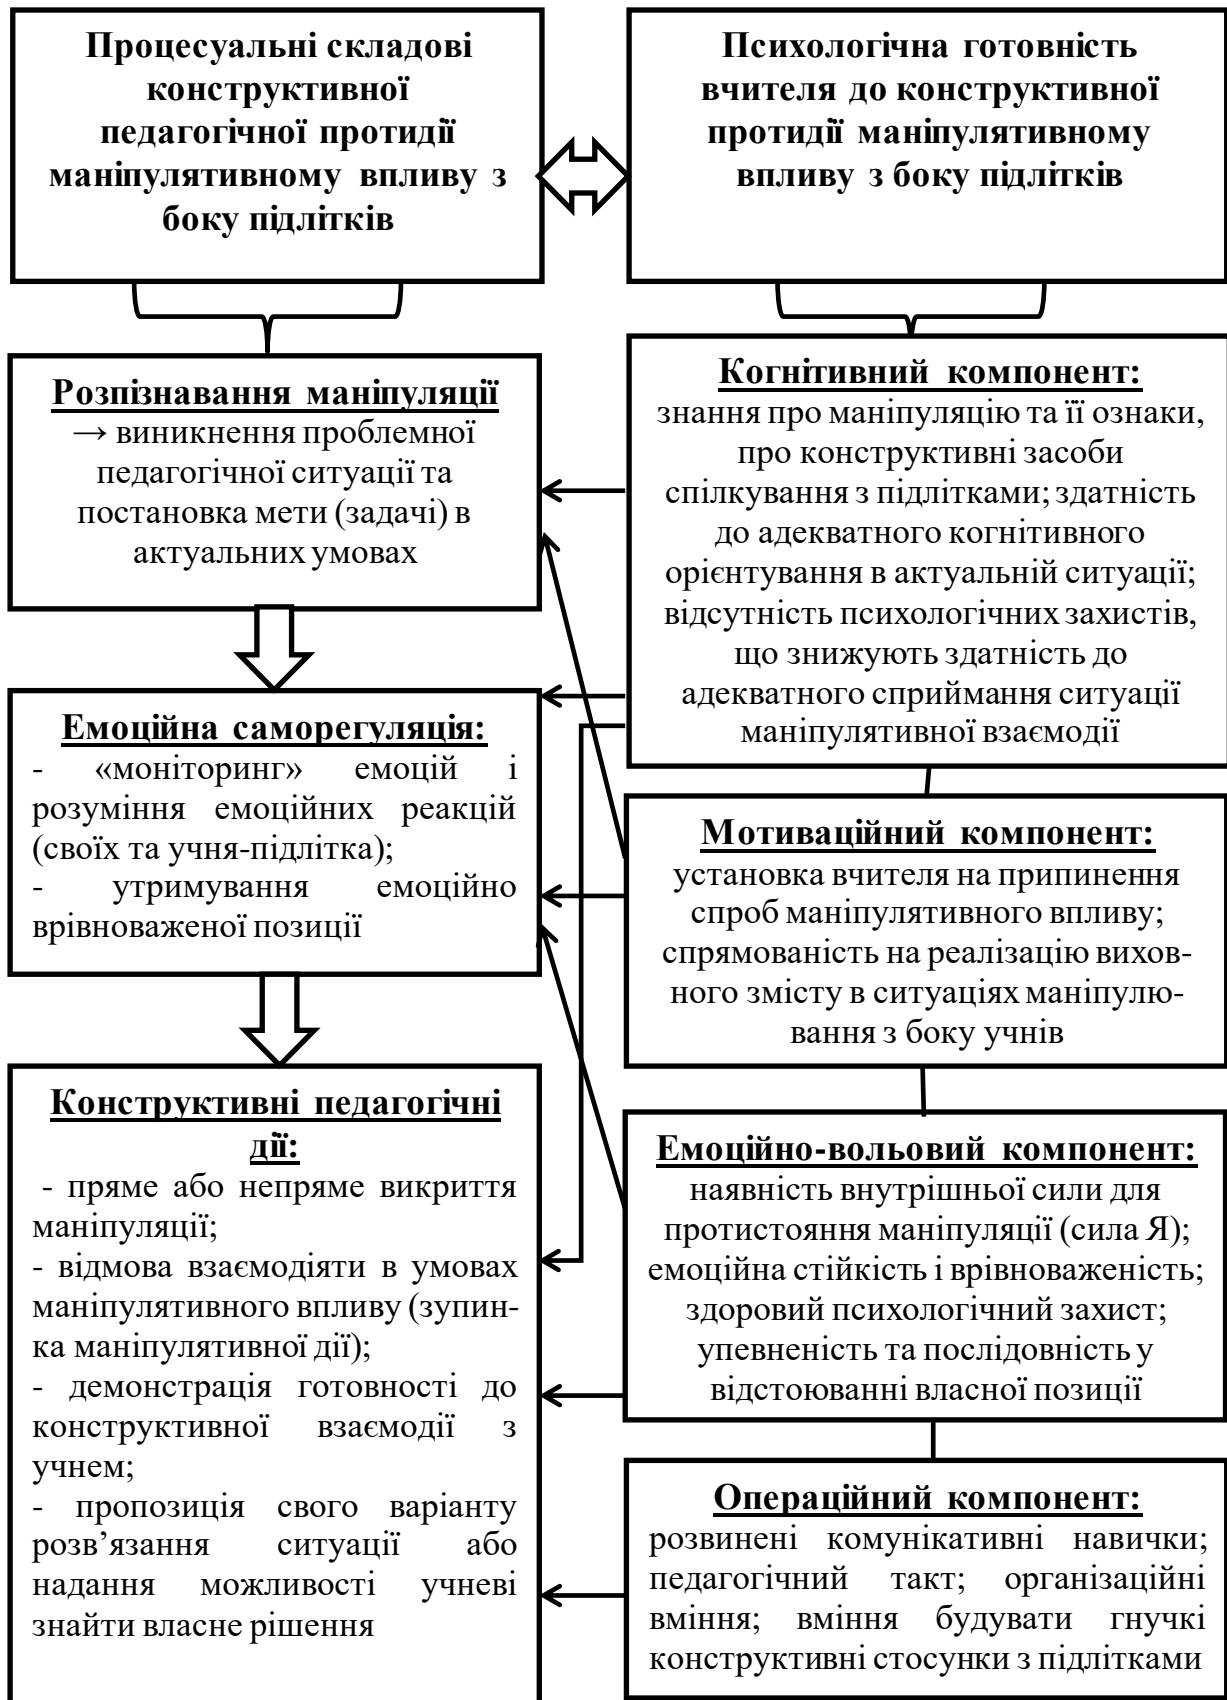 Процесуальні складові
конструктивної
педагогічної протидії
маніпулятивному впливу з
боку підлітків
Психологічна готовність
вчителя до конструктивної
протидії маніпулятивному
впливу з боку підлітків
Розпізнавання маніпуляції
→ виникнення проблемної
педагогічної ситуації та
постановка мети (задачі) в
актуальних умовах
Емоційна саморегуляція:
- «моніторинг» емоцій і
розуміння емоційних реакцій
(своїх та учня-підлітка);
- утримування емоційно
врівноваженої позиції
Конструктивні педагогічні
дії:
- пряме або непряме викриття
маніпуляції;
- відмова взаємодіяти в умовах
маніпулятивного впливу (зупин-
ка маніпулятивної дії);
- демонстрація готовності до
конструктивної взаємодії з
учнем;
- пропозиція свого варіанту
розв’язання ситуації або
надання можливості учневі
знайти власне рішення
Когнітивний компонент:
знання про маніпуляцію та її ознаки,
про конструктивні засоби
спілкування з підлітками; здатність
до адекватного когнітивного
орієнтування в актуальній ситуації;
відсутність психологічних захистів,
що знижують здатність до
адекватного сприймання ситуації
маніпулятивної взаємодії
Мотиваційний компонент:
установка вчителя на припинення
спроб маніпулятивного впливу;
спрямованість на реалізацію вихов-
ного змісту в ситуаціях маніпулю-
вання з боку учнів
Емоційно-вольовий компонент:
наявність внутрішньої сили для
протистояння маніпуляції (сила Я);
емоційна стійкість і врівноваженість;
здоровий психологічний захист;
упевненість та послідовність у
відстоюванні власної позиції
Операційний компонент:
розвинені комунікативні навички;
педагогічний такт; організаційні
вміння; вміння будувати гнучкі
конструктивні стосунки з підлітками